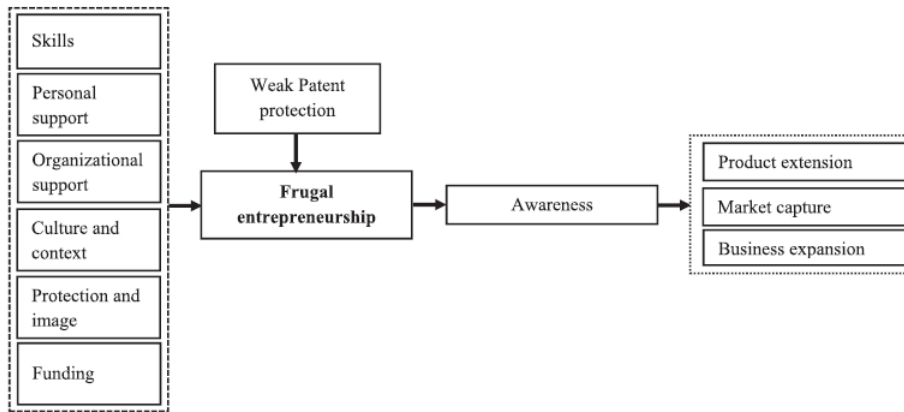 Skills
Personal
support
Organizational
support
Culture and
context
Protection and
image
Funding
Weak Patent
protection
Frugal
entrepreneurship
Awareness
Product extension
Market capture
Business expansion